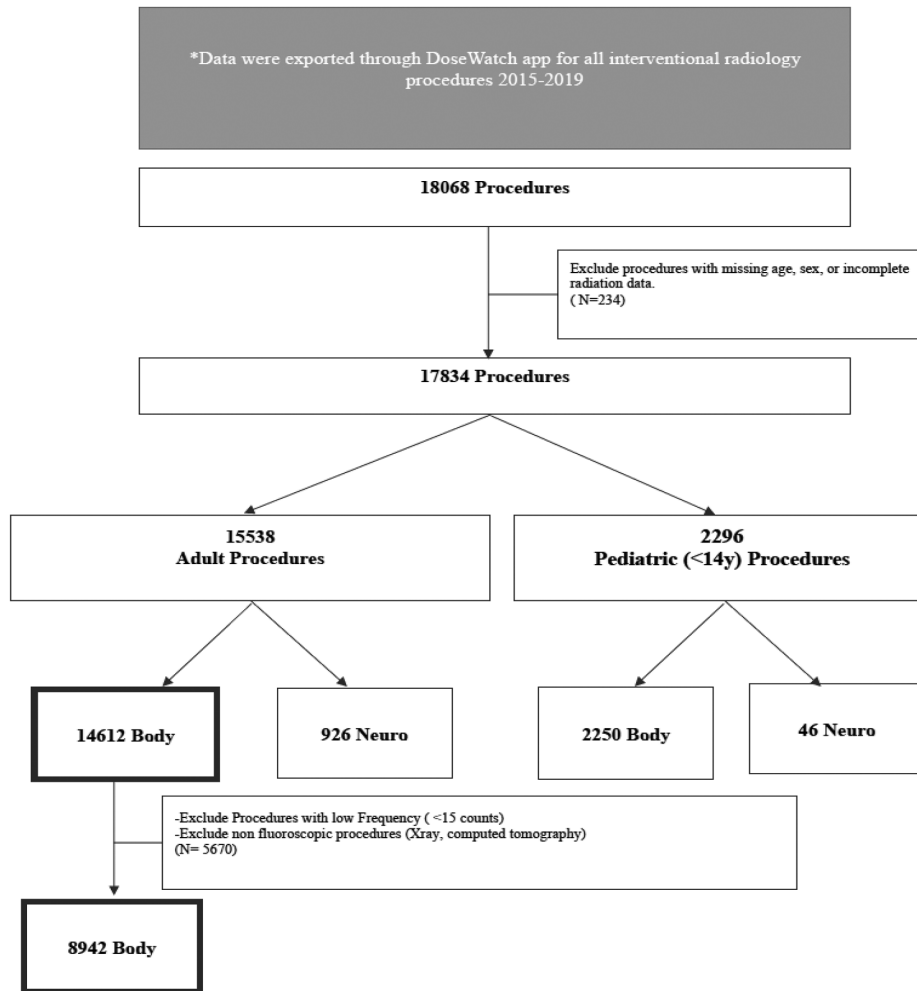 *Data were exported through DoseWatch app for all interventional radiology
procedures 2015-2019
18068 Procedures
Exclude procedures with missing age, sex, or incomplete
radiation data.
( N=234)
17834 Procedures
15538
Adult Procedures
2296
Pediatric (<14y) Procedures
14612 Body
926 Neuro
2250 Body
46 Neuro
-Exclude Procedures with low Frequency ( <15 counts)
-Exclude non fluoroscopic procedures (Xray, computed tomography)
(N= 5670)
8942 Body